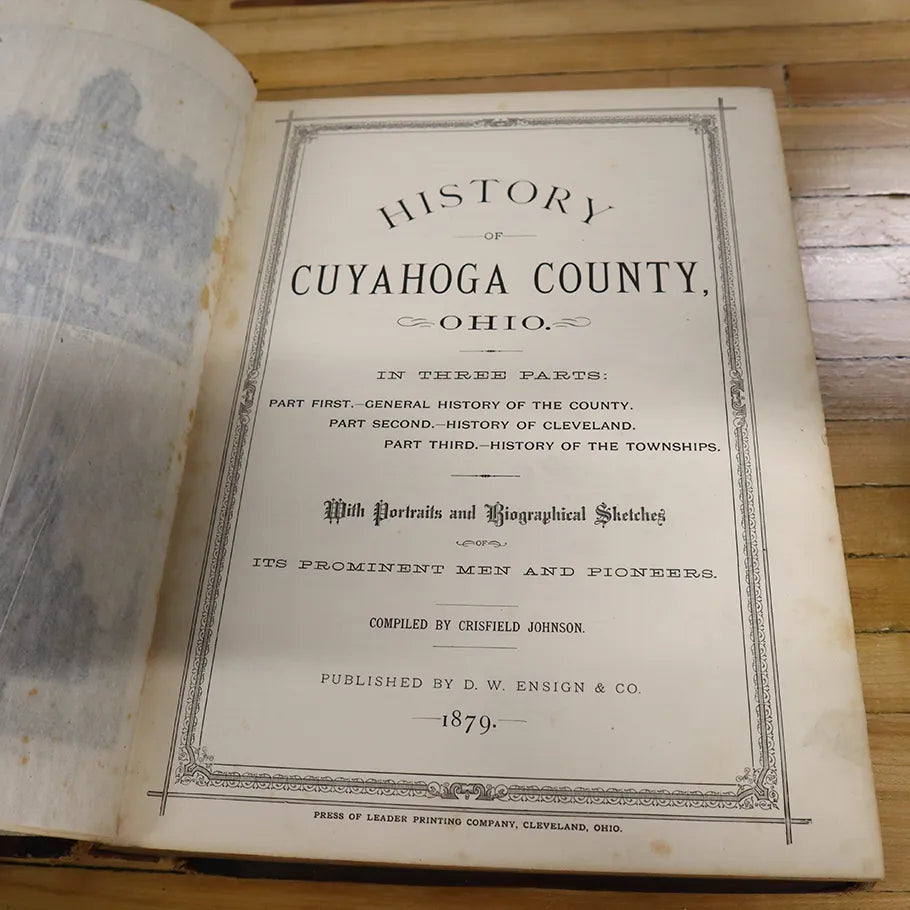 HISTORY
OF
CUYAHOGA COUNTY,
OHIO.
IN THREE PARTS:
PART FIRST.—GENERAL HISTORY OF THE COUNTY.
PART SECOND.—HISTORY OF CLEVELAND.
PART THIRD.—HISTORY OF THE TOWNSHIPS.
With Portraits and Biographical Sketches
OF
ITS PROMINENT MEN AND PIONEERS.
COMPILED BY CRISFIELD JOHNSON.
PUBLISHED BY D. W. ENSIGN & CO.
1879.
PRESS OF LEADER PRINTING COMPANY, CLEVELAND, OHIO.